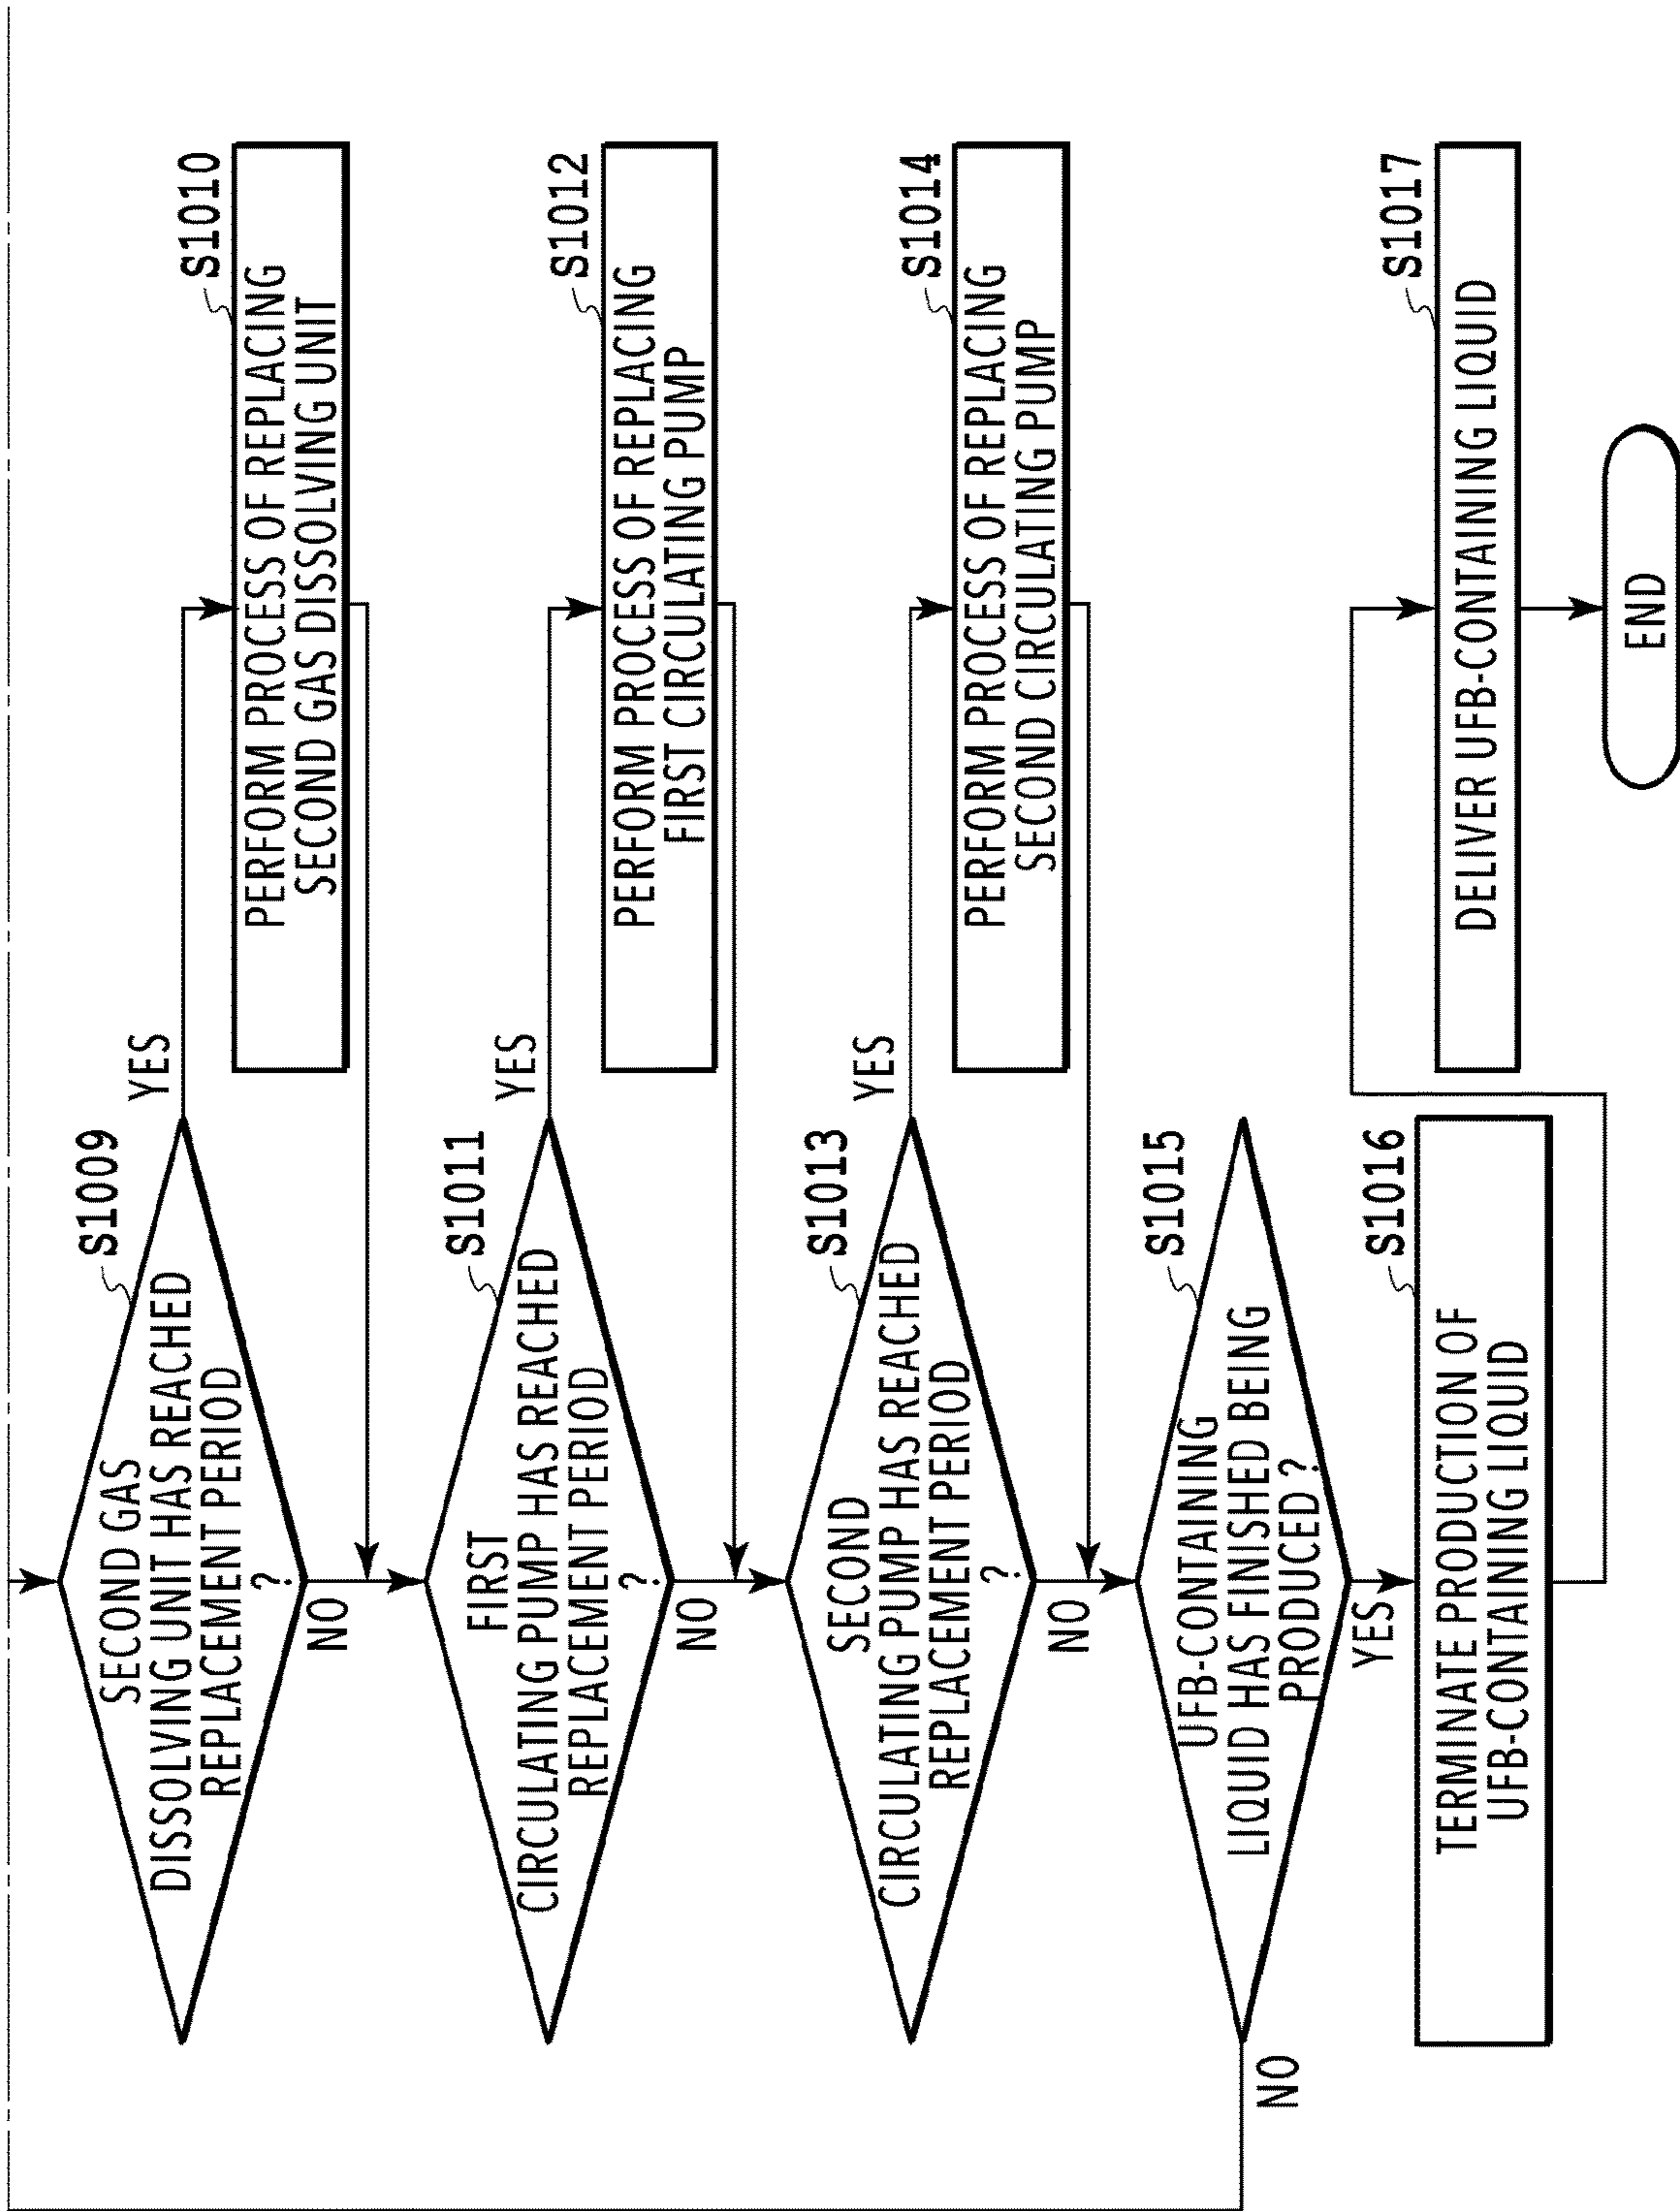 S1009
SECOND GAS
DISSOLVING UNIT HAS REACHED
REPLACEMENT PERIOD
?
YES
NO
S1010
PERFORM PROCESS OF REPLACING
SECOND GAS DISSOLVING UNIT
S1011
FIRST
CIRCULATING PUMP HAS REACHED
REPLACEMENT PERIOD
?
YES
NO
S1012
PERFORM PROCESS OF REPLACING
FIRST CIRCULATING PUMP
S1013
SECOND
CIRCULATING PUMP HAS REACHED
REPLACEMENT PERIOD
?
YES
NO
S1014
PERFORM PROCESS OF REPLACING
SECOND CIRCULATING PUMP
S1015
UFB-CONTAINING
LIQUID HAS FINISHED BEING
PRODUCED ?
NO
YES
S1016
TERMINATE PRODUCTION OF
UFB-CONTAINING LIQUID
S1017
DELIVER UFB-CONTAINING LIQUID
END